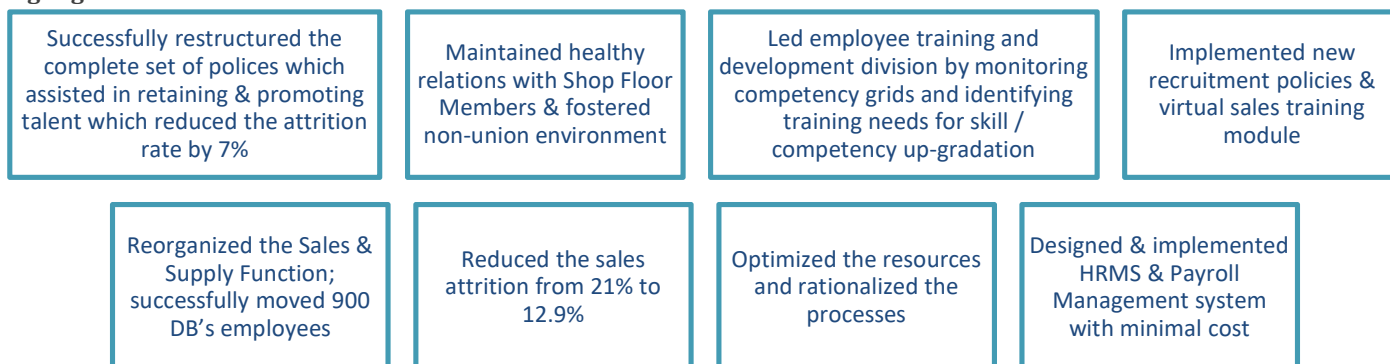 Successfully restructured the
complete set of polices which
assisted in retaining & promoting
talent which reduced the attrition
rate by 7%
Maintained healthy
relations with Shop Floor
Members & fostered
non-union environment
Led employee training and
development division by monitoring
competency grids and identifying
training needs for skill /
competency up-gradation
Implemented new
recruitment policies &
virtual sales training
module
Reorganized the Sales &
Supply Function;
successfully moved 900
DB’s employees
Reduced the sales
attrition from 21% to
12.9%
Optimized the resources
and rationalized the
processes
Designed & implemented
HRMS & Payroll
Management system
with minimal cost